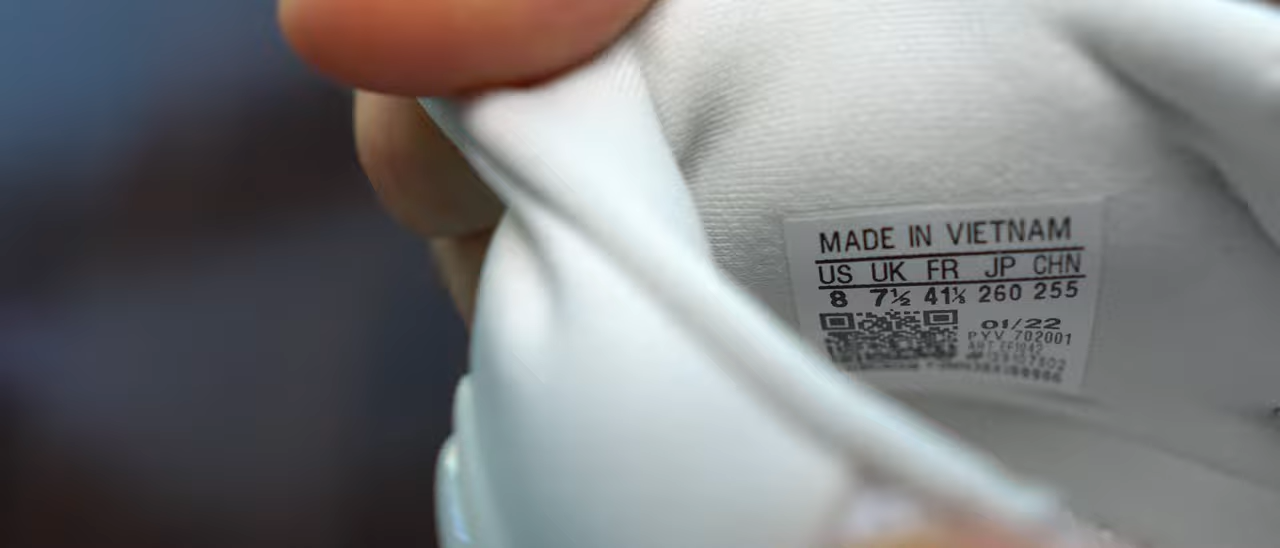 MADE IN VIETNAM
US UK FR JP CHN
8 7½ 41⅓ 260 255
01/22
PYV 702001